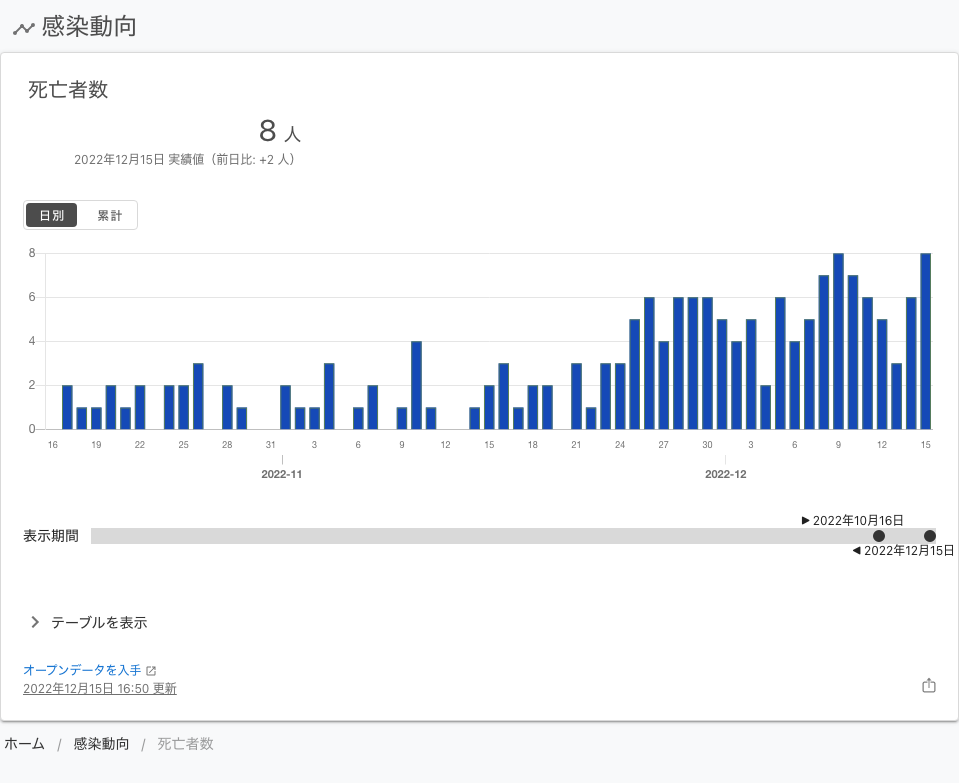 感染動向
死亡者数
8 人
2022年12月15日 実績値（前日比: +2 人）
日別 累計
8
6
4
2
0
16 19 22 25 28 31 3 6 9 12 15 18 21 24 27 30 3 6 9 12 15
2022-11 2022-12
▶ 2022年10月16日
表示期間
◀ 2022年12月15日
テーブルを表示
オープンデータを入手
2022年12月15日 16:50 更新
ホーム / 感染動向 / 死亡者数